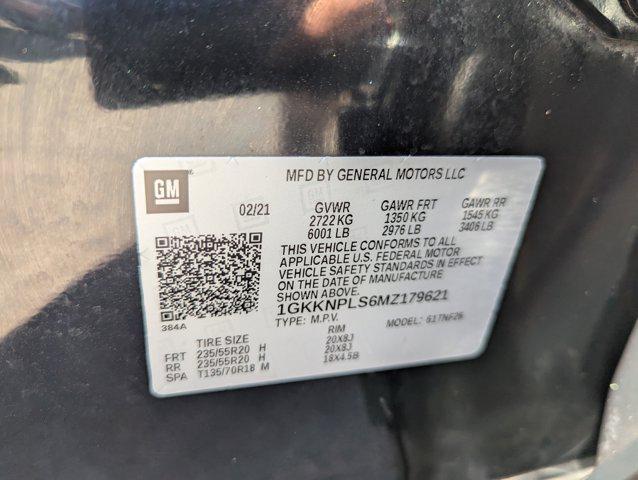 GM
MFD BY GENERAL MOTORS LLC
02/21
GVWR GAWR FRT GAWR RR
2722 KG 1350 KG 1545 KG
6001 LB 2976 LB 3406 LB
THIS VEHICLE CONFORMS TO ALL
APPLICABLE U.S. FEDERAL MOTOR
VEHICLE SAFETY STANDARDS IN EFFECT
ON THE DATE OF MANUFACTURE
SHOWN ABOVE.
1GKKNPLS6MZ179621
384A
TYPE: M.P.V. MODEL:
TIRE SIZE RIM
FRT 235/55R20 H 20X8J
RR 235/55R20 H 20X8J
SPA T135/70R18 M 18X4.5B